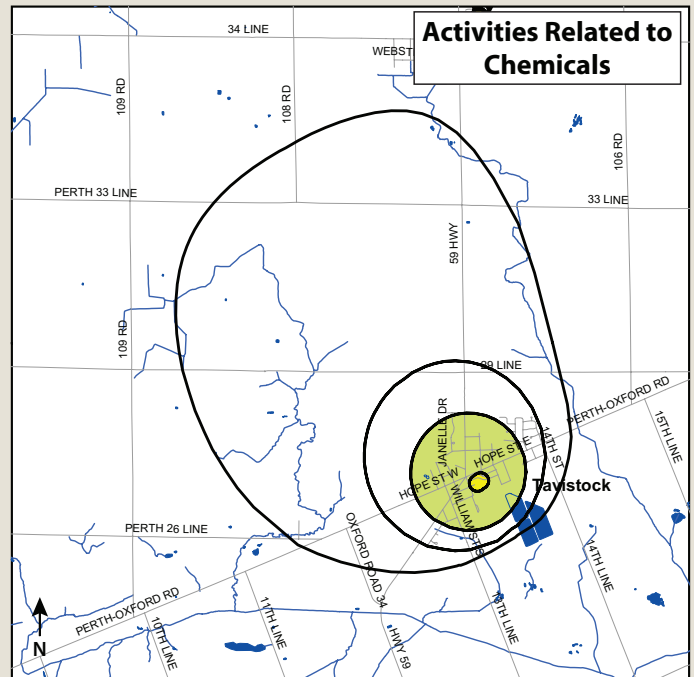 Activities Related to
Chemicals
34 LINE
WEBST
109 RD
108 RD
106 RD
PERTH 33 LINE
33 LINE
59 HWY
109 RD
29 LINE
PERTH-OXFORD RD
JANELLE DR
15TH LINE
14TH ST
HOPE ST E
HOPE ST W
Tavistock
WILLIAM ST S
OXFORD ROAD 34
PERTH 26 LINE
14TH LINE
PERTH-OXFORD RD
11TH LINE
10TH LINE
HWY 59
N